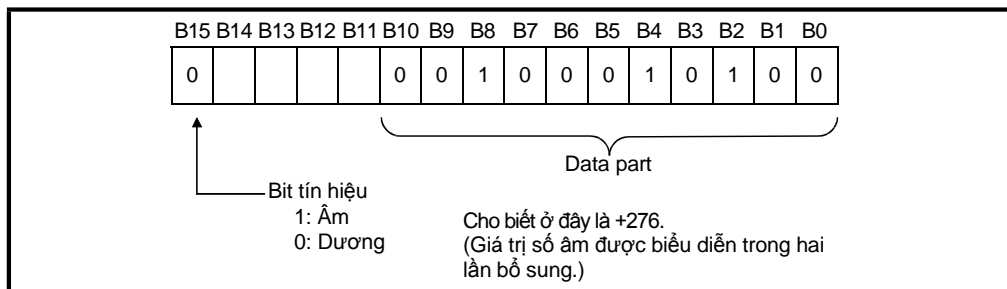 B15 B14 B13 B12 B11 B10 B9 B8 B7 B6 B5 B4 B3 B2 B1 B0
0 0 0 1 0 0 0 1 0 1 0 0
Data part
Bit tín hiệu
1: Âm
0: Dương
Cho biết ở đây là +276.
(Giá trị số âm được biểu diễn trong hai
lần bổ sung.)